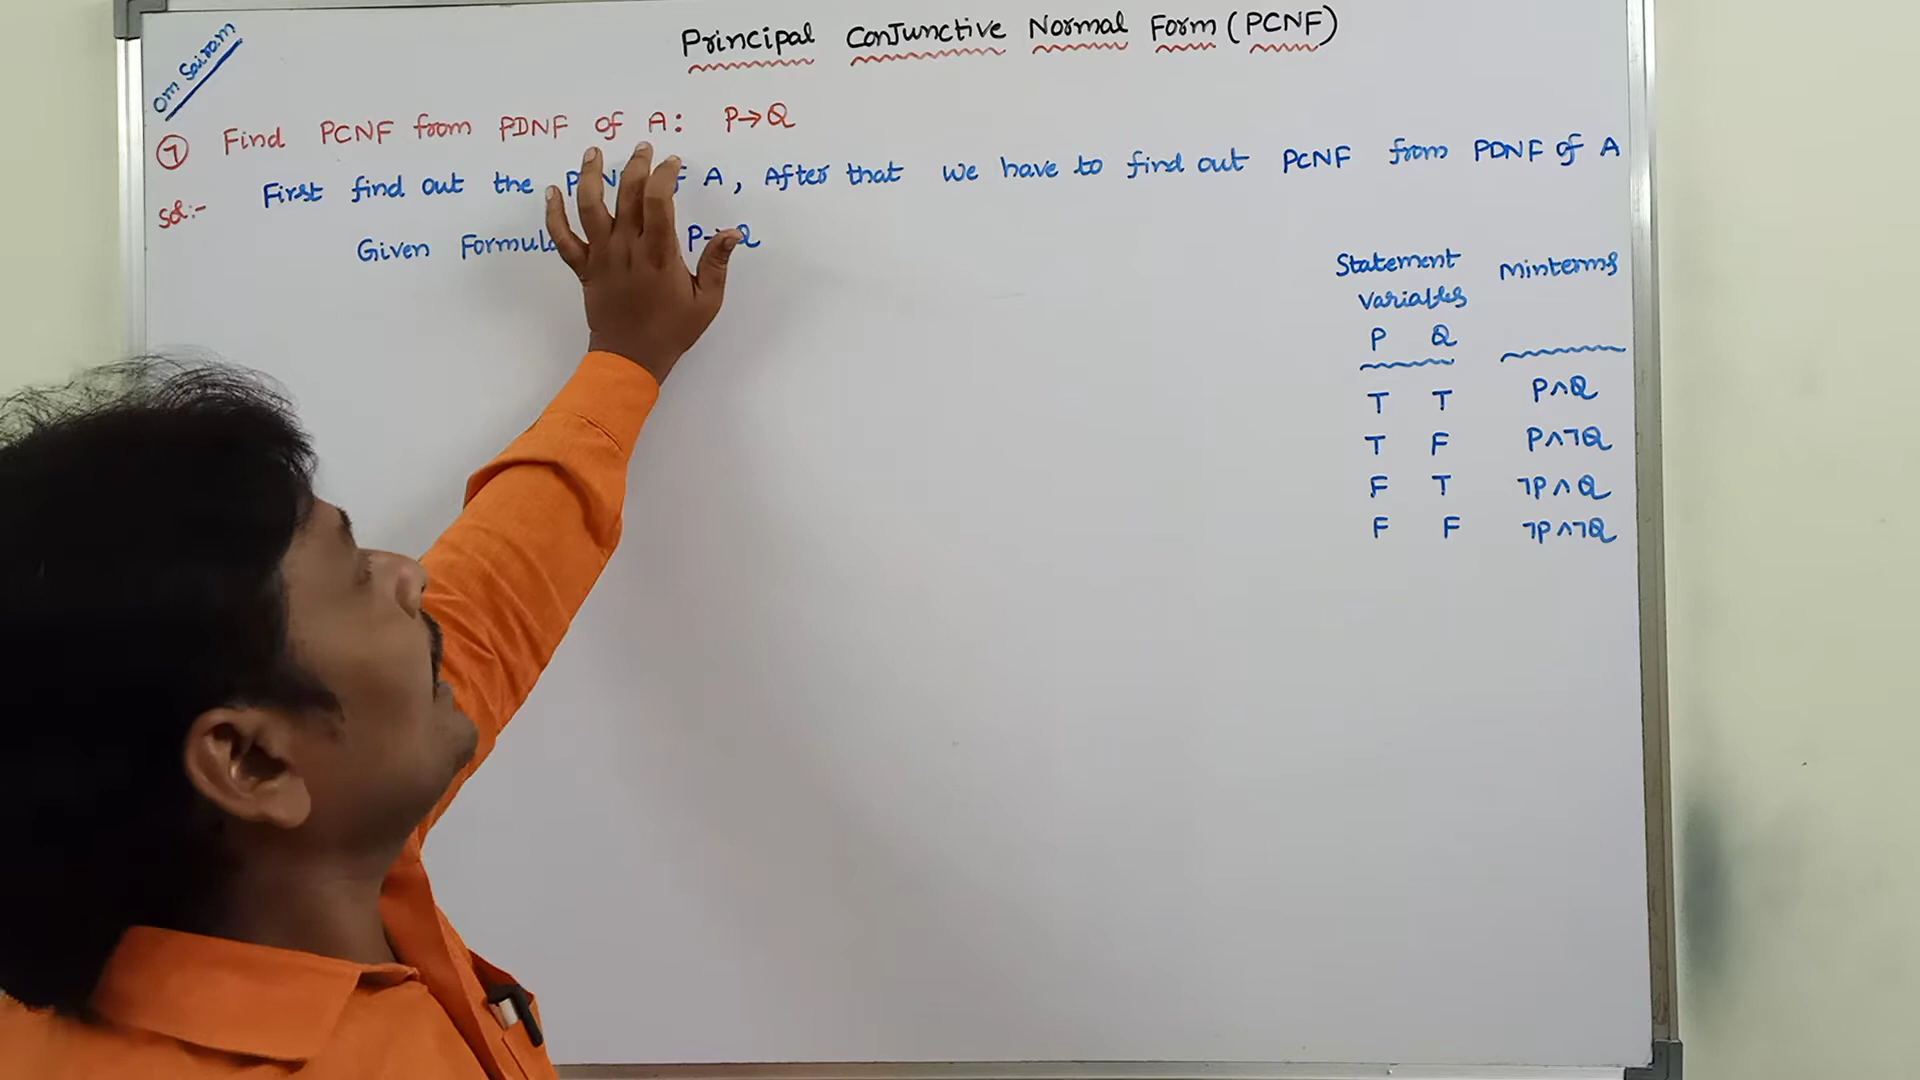 Om Sairam
Principal Conjunctive Normal Form (PCNF)
7 Find PCNF from PDNF of A: P→Q
Sol:- First find out the A, After that we have to find out PCNF from PDNF of A
Given Formula P→Q
Statement Variables Minterms
P Q
T T P∧Q
T F P∧¬Q
F T ¬P∧Q
F F ¬P∧¬Q